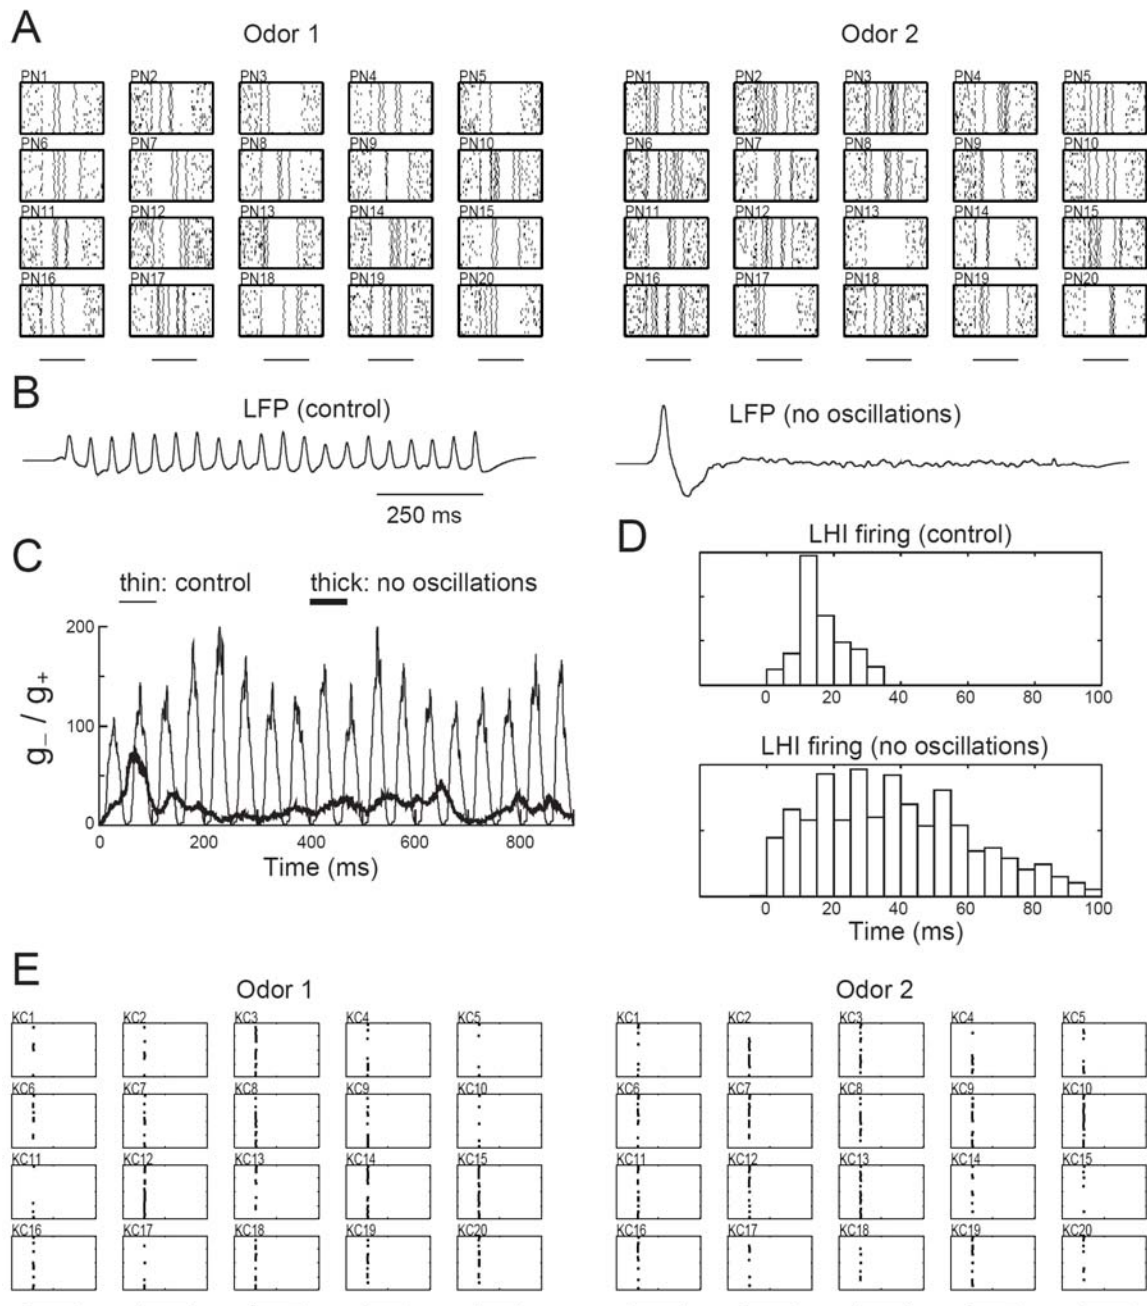 A
Odor 1
Odor 2
PN1 PN2 PN3 PN4 PN5
PN1 PN2 PN3 PN4 PN5
PN6 PN7 PN8 PN9 PN10
PN6 PN7 PN8 PN9 PN10
PN11 PN12 PN13 PN14 PN15
PN11 PN12 PN13 PN14 PN15
PN16 PN17 PN18 PN19 PN20
PN16 PN17 PN18 PN19 PN20
B
LFP (control)
LFP (no oscillations)
250 ms
C
thin: control
thick: no oscillations
g₋ / g₊
200
100
0
0 200 400 600 800
Time (ms)
D
LHI firing (control)
0 20 40 60 80 100
LHI firing (no oscillations)
0 20 40 60 80 100
Time (ms)
E
Odor 1
Odor 2
KC1 KC2 KC3 KC4 KC5
KC1 KC2 KC3 KC4 KC5
KC6 KC7 KC8 KC9 KC10
KC6 KC7 KC8 KC9 KC10
KC11 KC12 KC13 KC14 KC15
KC11 KC12 KC13 KC14 KC15
KC16 KC17 KC18 KC19 KC20
KC16 KC17 KC18 KC19 KC20